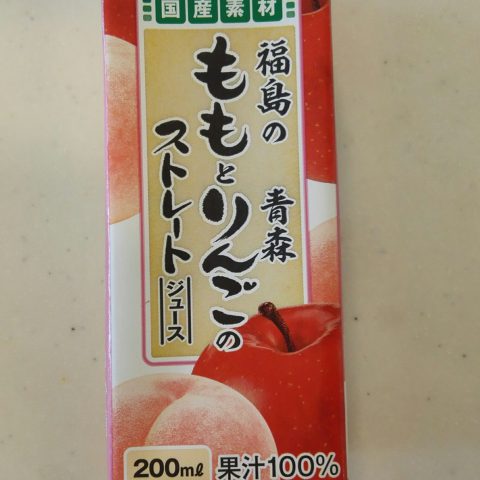 国産素材
福島の
ももと
青森
りんごの
ストレート
ジュース
200ml
果汁100%